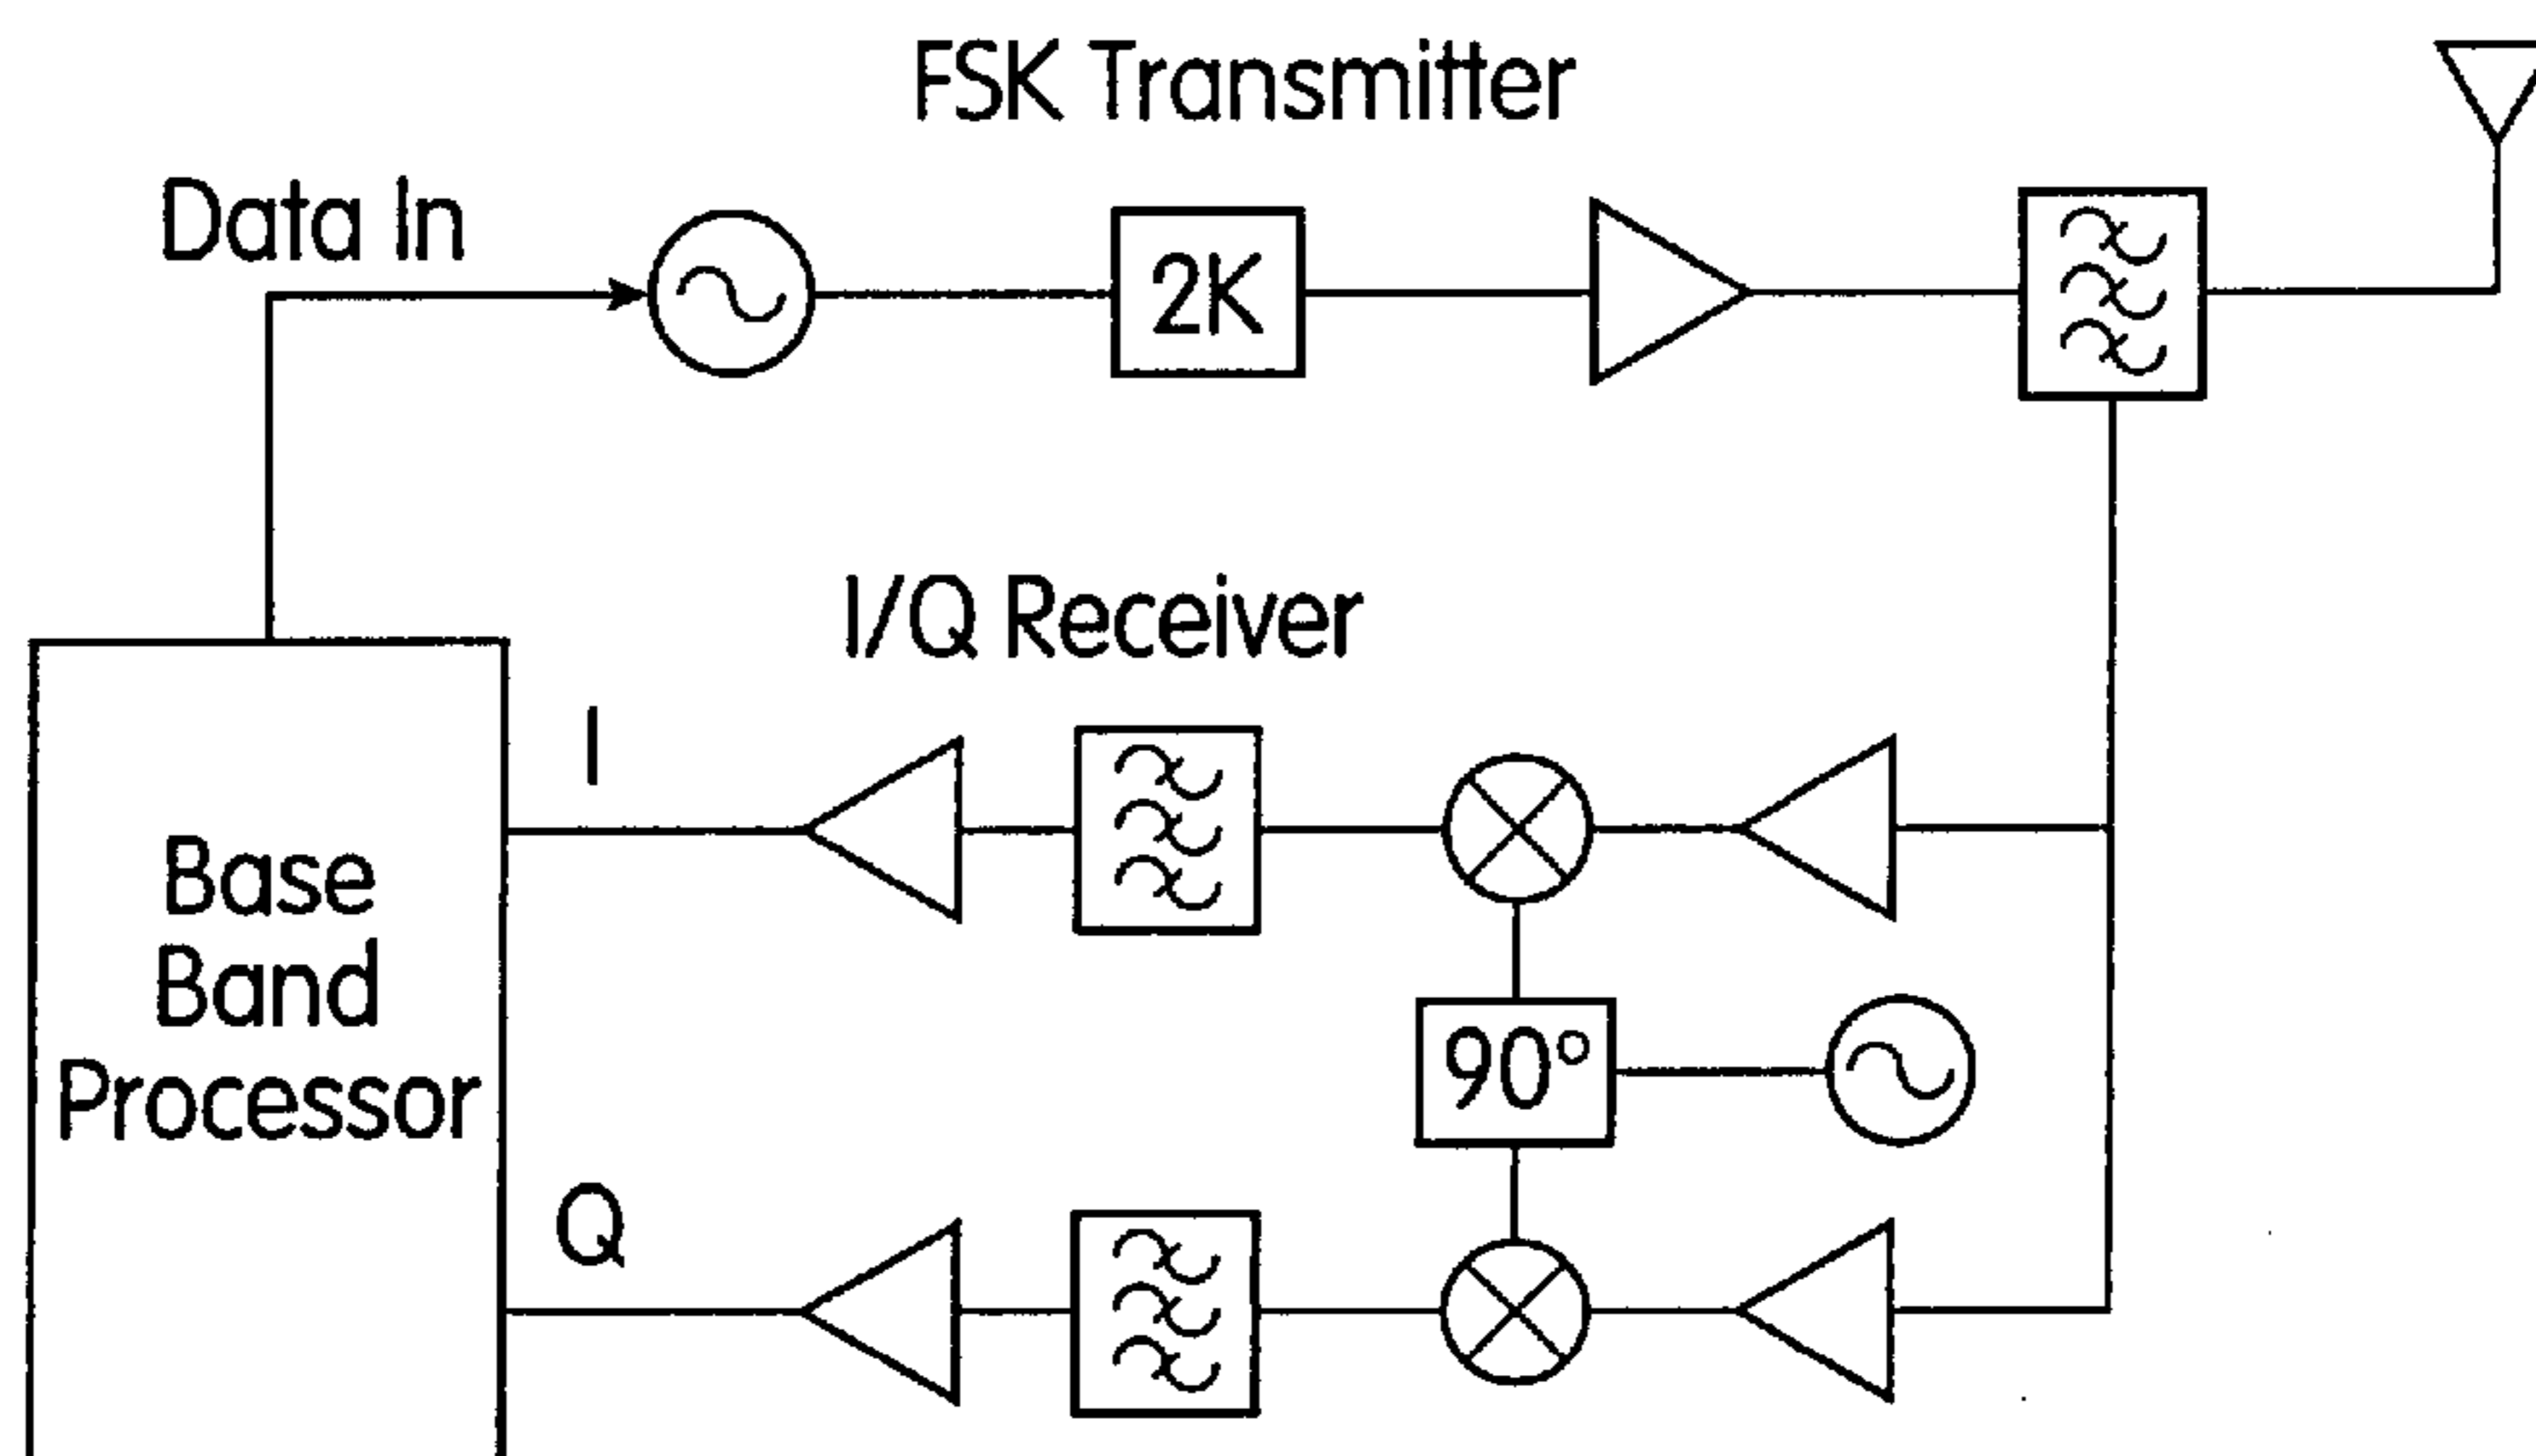 FSK Transmitter
Data In
2K
I/Q Receiver
I
Base
Band
Processor
90°
Q